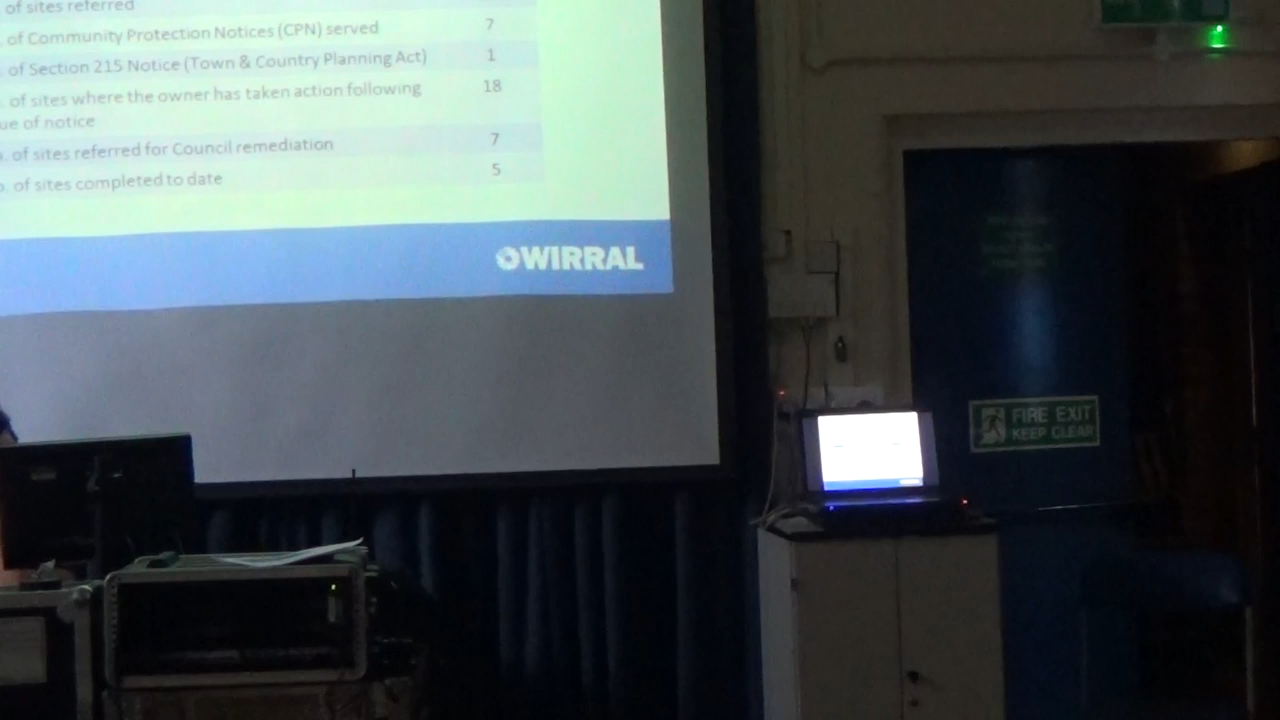 of sites referred
. of Community Protection Notices (CPN) served 7
. of Section 215 Notice (Town & Country Planning Act) 1
. of sites where the owner has taken action following 18
ue of notice
. of sites referred for Council remediation 7
o. of sites completed to date 5
WIRRAL
FIRE EXIT
KEEP CLEAR